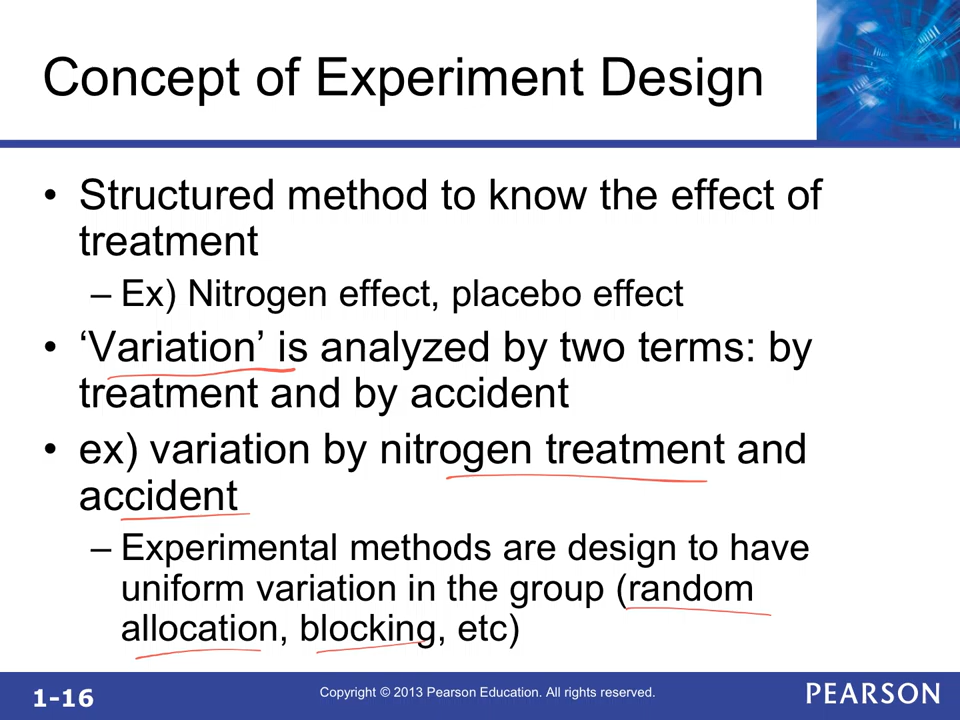 Concept of Experiment Design
• Structured method to know the effect of
treatment
– Ex) Nitrogen effect, placebo effect
• ‘Variation’ is analyzed by two terms: by
treatment and by accident
• ex) variation by nitrogen treatment and
accident
– Experimental methods are design to have
uniform variation in the group (random
allocation, blocking, etc)
1-16
Copyright © 2013 Pearson Education. All rights reserved.
PEARSON